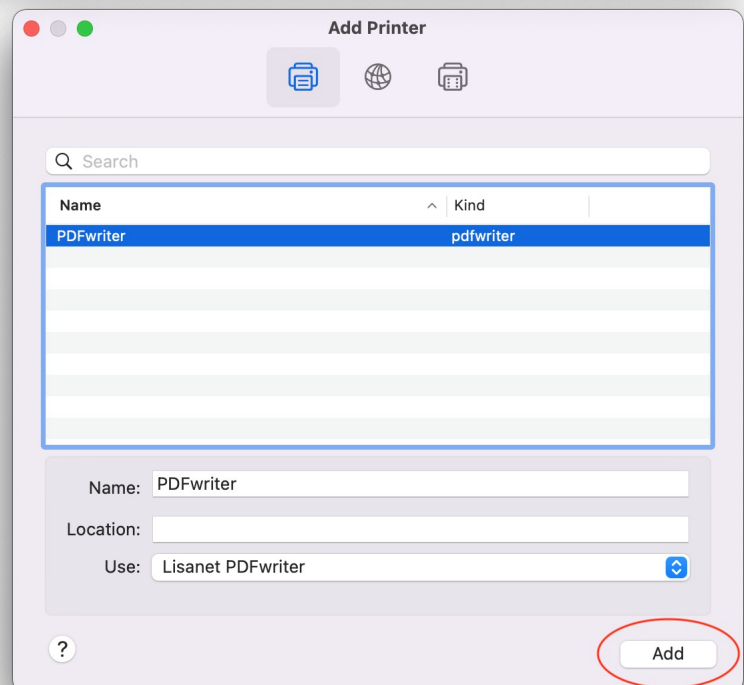 Add Printer
Search
Name Kind
PDFwriter pdfwriter
Name: PDFwriter
Location:
Use: Lisanet PDFwriter
? Add